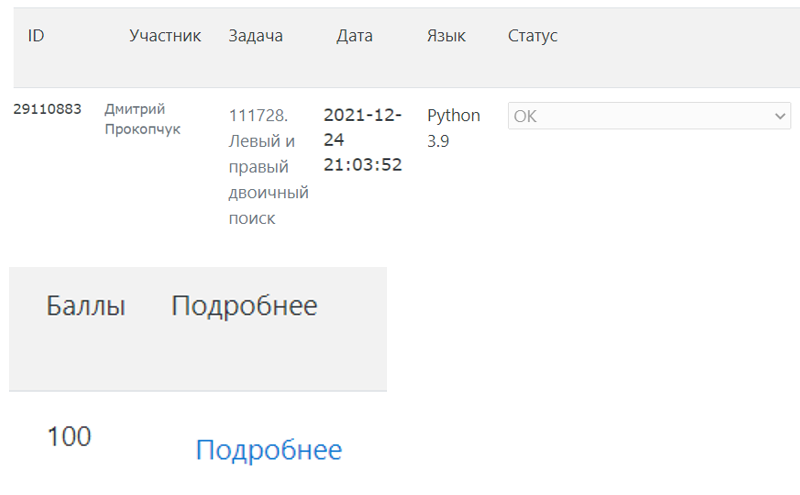 ID Участник Задача Дата Язык Статус
29110883 Дмитрий Прокопчук 111728. Левый и правый двоичный поиск 2021-12-24 21:03:52 Python 3.9 OK
Баллы Подробнее
100 Подробнее